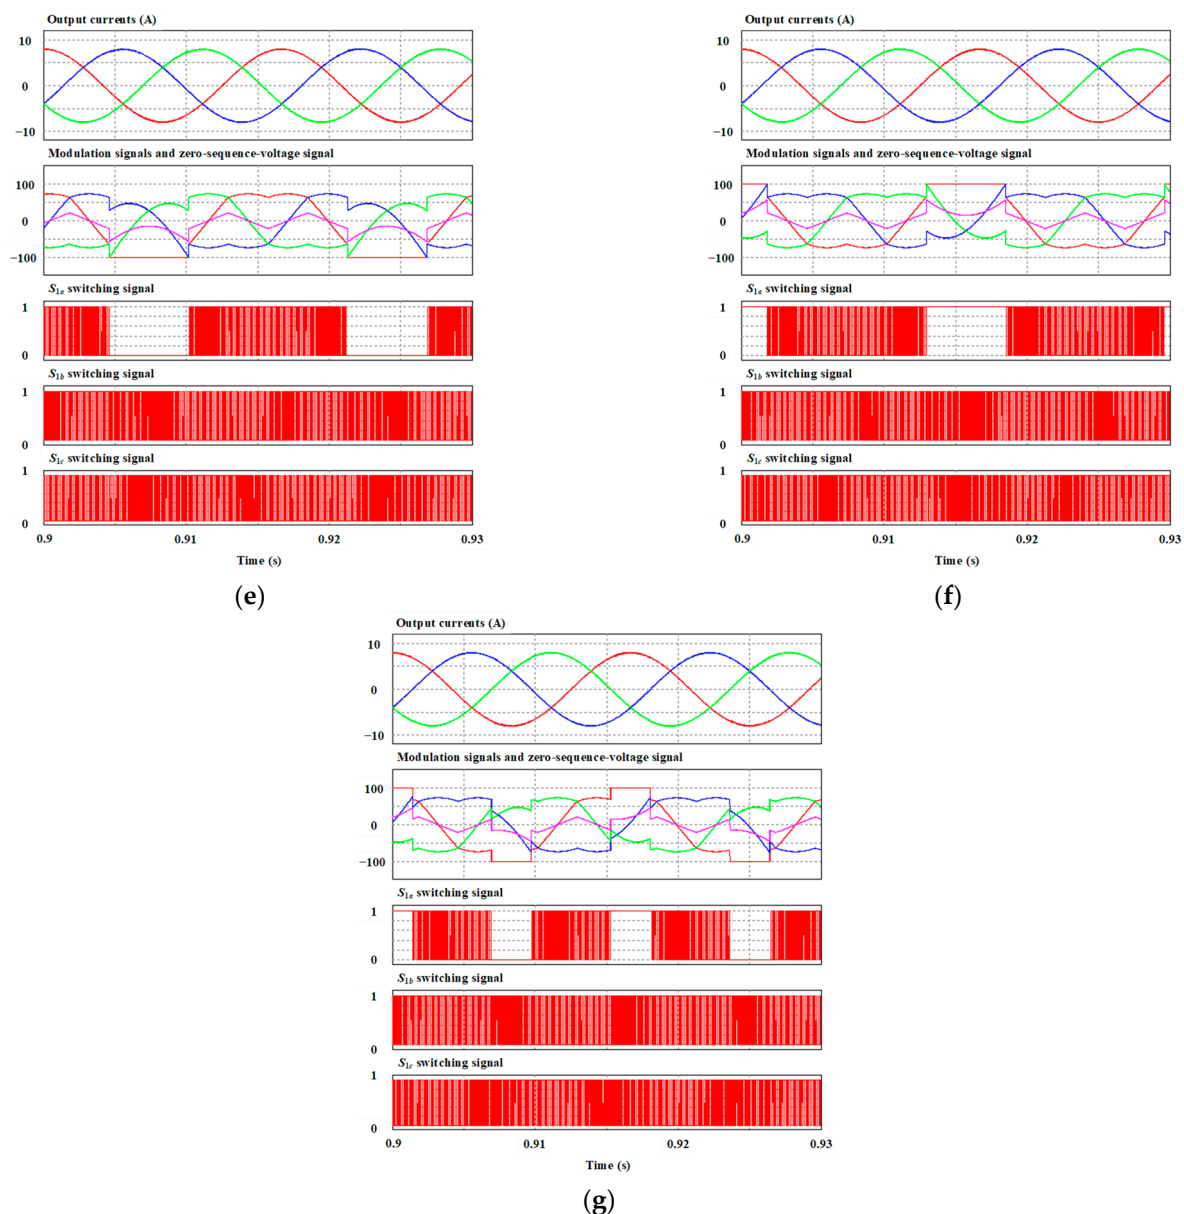 Output currents (A)
10
0
−10
Modulation signals and zero-sequence-voltage signal
100
0
−100
S1a switching signal
1
0
S1b switching signal
1
0
S1c switching signal
1
0
0.9 0.91 0.92 0.93
Time (s)
(e)
Output currents (A)
10
0
−10
Modulation signals and zero-sequence-voltage signal
100
0
−100
S1a switching signal
1
0
S1b switching signal
1
0
S1c switching signal
1
0
0.9 0.91 0.92 0.93
Time (s)
(f)
Output currents (A)
10
0
−10
Modulation signals and zero-sequence-voltage signal
100
0
−100
S1a switching signal
1
0
S1b switching signal
1
0
S1c switching signal
1
0
0.9 0.91 0.92 0.93
Time (s)
(g)